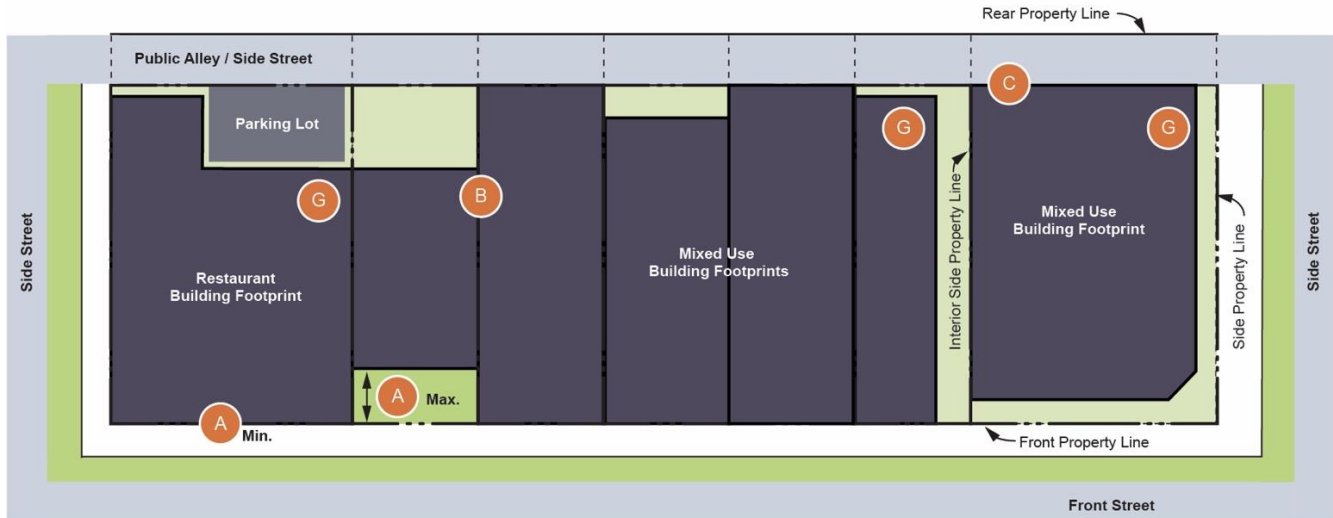 Rear Property Line
Public Alley / Side Street
C
Parking Lot
G
G
B
G
Side Street
Restaurant
Building Footprint
Mixed Use
Building Footprints
Interior Side Property Line
Mixed Use
Building Footprint
Side Property Line
Side Street
A
Max.
A
Min.
Front Property Line
Front Street